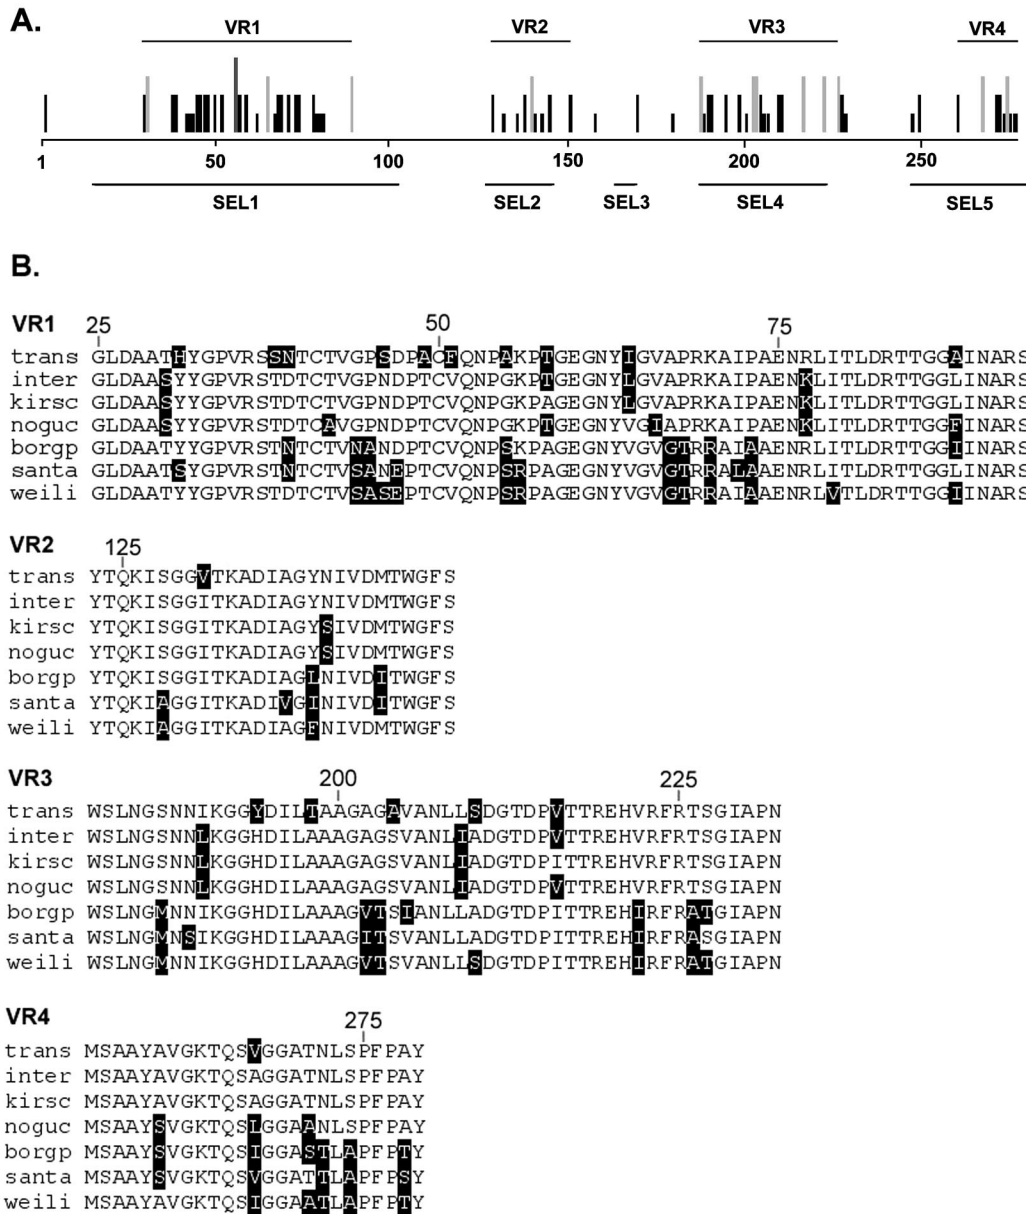 A.
VR1 VR2 VR3 VR4
1 50 100 150 200 250
SEL1 SEL2 SEL3 SEL4 SEL5
B.
VR1 25 50 75
trans GLDAATHYGPVRSSNTCTVGPSDPACFQNPAKPTGEGNYIGVAPRKAIPAENRLITLDRTTGGAINARS
inter GLDAASYYGPVRSTDTCTVGPNDPTCVQNPGKPTGEGNYLGVAPRKAIPAENKLITLDRTTGGLINARS
kirsc GLDAASYYGPVRSTDTCTVGPNDPTCVQNPGKPAGEGNYLGVAPRKAIPAENKLITLDRTTGGLINARS
noguc GLDAASYYGPVRSTDTCAVGPNDPTCVQNPGKPTGEGNYVGIAPRKAIPAENKLITLDRTTGGFINARS
borgp GLDAATYYGPVRSTNTCTVNANDPTCVQNPSKPAGEGNYVGVGTRRAIAAENRLITLDRTTGGIINARS
santa GLDAATSYGPVRSTNTCTVSANEPTCVQNPSRPAGEGNYVGVGTRRALAAENRLITLDRTTGGLINARS
weili GLDAATYYGPVRSTDTCTVSASEPTCVQNPSRPAGEGNYVGVGTRRAIAAENRLVTLDRTTGGIINARS
VR2 125
trans YTQKISGGVTKADIAGYNIVDMTWGFS
inter YTQKISGGITKADIAGYNIVDMTWGFS
kirsc YTQKISGGITKADIAGYSIVDMTWGFS
noguc YTQKISGGITKADIAGYSIVDMTWGFS
borgp YTQKISGGITKADIAGLNIVDITWGFS
santa YTQKIAGGITKADIVGINIVDITWGFS
weili YTQKIAGGITKADIAGFNIVDMTWGFS
VR3 200 225
trans WSLNGSNNIKGGYDILTAAGAGAVANLLSDGTDPVTTREHVRFRTSGIAPN
inter WSLNGSNNLKGGHDILAAAGAGSVANLIADGTDPVTTREHVRFRTSGIAPN
kirsc WSLNGSNNLKGGHDILAAAGAGSVANLIADGTDPITTREHVRFRTSGIAPN
noguc WSLNGSNNLKGGHDILAAAGAGSVANLIADGTDPVTTREHVRFRTSGIAPN
borgp WSLNGMNNIKGGHDILAAAGVTSIANLLADGTDPITTREHIRFRATGIAPN
santa WSLNGMNSIKGGHDILAAAGITSVANLLADGTDPITTREHIRFRASGIAPN
weili WSLNGMNNIKGGHDILAAAGVTSVANLLSDGTDPITTREHIRFRATGIAPN
VR4 275
trans MSAAYAVGKTQSVGGATNLSPFPAY
inter MSAAYAVGKTQSAGGATNLSPFPAY
kirsc MSAAYAVGKTQSAGGATNLSPFPAY
noguc MSAAYSVGKTQSLGGAANLSPFPAY
borgp MSAAYSVGKTQSIGGASTLAPFPTY
santa MSAAYSVGKTQSVGGATTLAPFPSY
weili MSAAYAVGKTQSIGGAATLAPFPTY